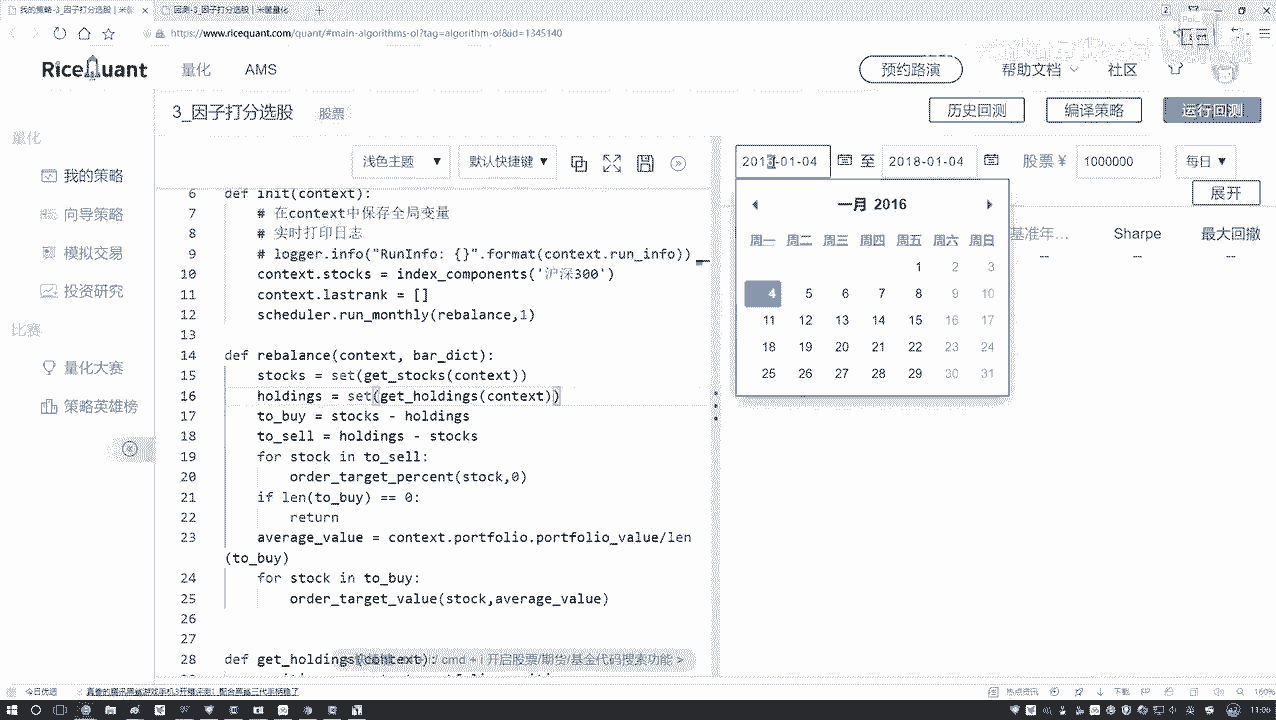 我的策略-3_因子打分选股 | 米筐
回测-3_因子打分选股 | 米筐量化
https://www.ricequant.com/quant/#main-algorithms-ol?tag=algorithm-ol&id=1345140
RiceQuant
量化
AMS
预约路演
帮助文档
社区
量化
我的策略
向导策略
模拟交易
投资研究
比赛
量化大赛
策略英雄榜
3_因子打分选股 股票
历史回测
编译策略
运行回测
浅色主题
默认快捷键
至
2018-01-04
股票 ¥
1000000
每日
展开
基准年...
Sharpe
最大回撤
--
--
--
一月 2016
周一 周二 周三 周四 周五 周六 周日
1 2 3
4 5 6 7 8 9 10
11 12 13 14 15 16 17
18 19 20 21 22 23 24
25 26 27 28 29 30 31
6 def init(context):
7 # 在context中保存全局变量
8 # 实时打印日志
9 # logger.info("RunInfo: {}".format(context.run_info))
10 context.stocks = index_components('沪深300')
11 context.lastrank = []
12 scheduler.run_monthly(rebalance,1)
13
14 def rebalance(context, bar_dict):
15 stocks = set(get_stocks(context))
16 holdings = set(get_holdings(context))
17 to_buy = stocks - holdings
18 to_sell = holdings - stocks
19 for stock in to_sell:
20 order_target_percent(stock,0)
21 if len(to_buy) == 0:
22 return
23 average_value = context.portfolio.portfolio_value/len
(to_buy)
24 for stock in to_buy:
25 order_target_value(stock,average_value)
26
27
28 def get_holdings(context):
cmd + i 开启股票/期货/基金代码搜索功能 >
今日优选
热点资讯
下载
160%
11:06